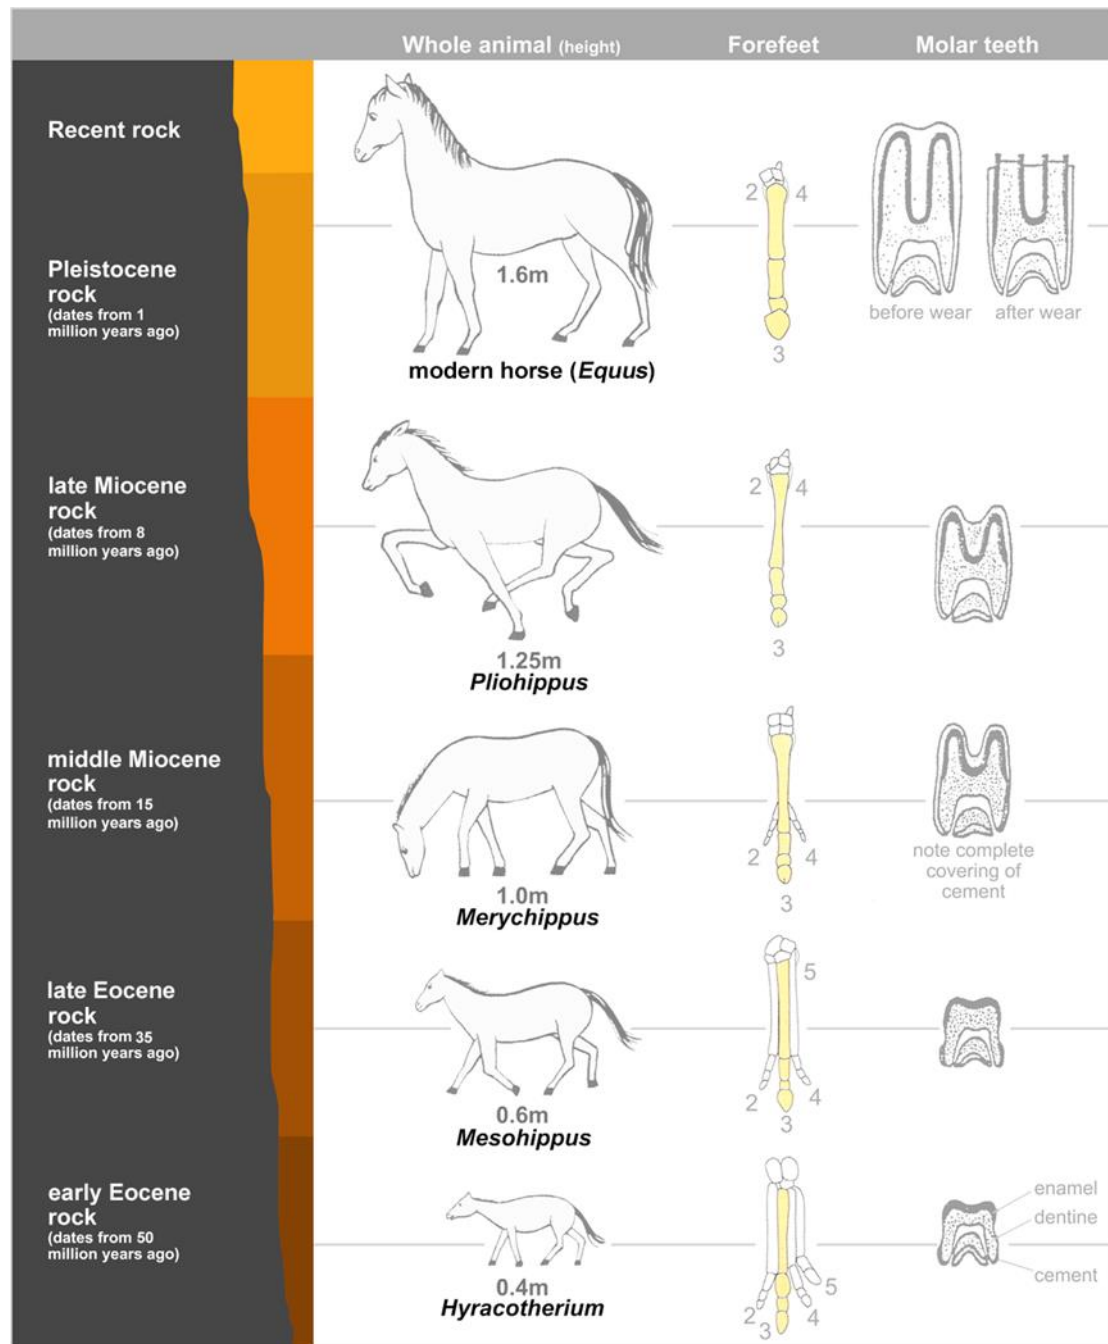 Whole animal (height) Forefeet Molar teeth
Recent rock
2 4
Pleistocene
rock
(dates from 1
million years ago)
1.6m
before wear after wear
3
modern horse (Equus)
late Miocene
rock
(dates from 8
million years ago)
2 4
3
1.25m
Pliohippus
middle Miocene
rock
(dates from 15
million years ago)
2 4
3
note complete
covering of
cement
1.0m
Merychippus
late Eocene
rock
(dates from 35
million years ago)
5
2 4
3
0.6m
Mesohippus
early Eocene
rock
(dates from 50
million years ago)
enamel
dentine
cement
5
2 4
3
0.4m
Hyracotherium